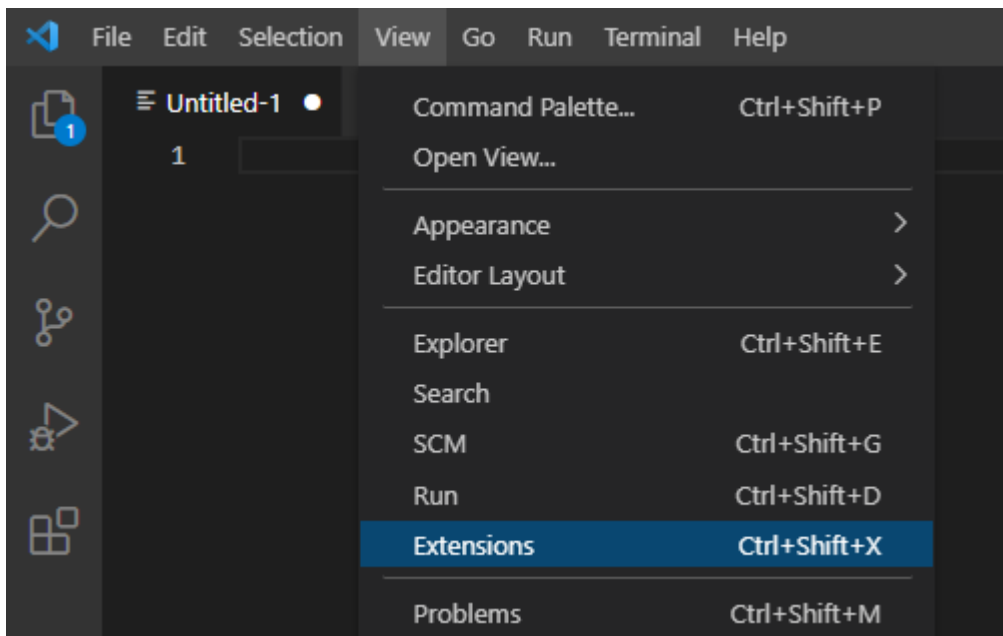 File Edit Selection View Go Run Terminal Help
Untitled-1
1
1
Command Palette... Ctrl+Shift+P
Open View...
Appearance
Editor Layout
Explorer Ctrl+Shift+E
Search
SCM Ctrl+Shift+G
Run Ctrl+Shift+D
Extensions Ctrl+Shift+X
Problems Ctrl+Shift+M